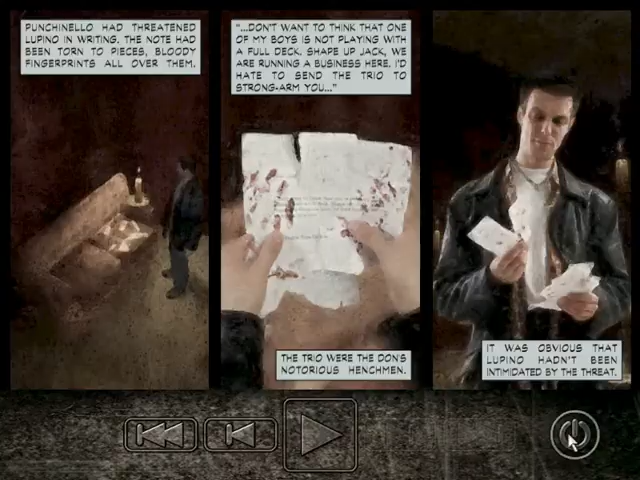 PUNCHINELLO HAD THREATENED
LUPINO IN WRITING. THE NOTE HAD
BEEN TORN TO PIECES, BLOODY
FINGERPRINTS ALL OVER THEM.
"...DON'T WANT TO THINK THAT ONE
OF MY BOYS IS NOT PLAYING WITH
A FULL DECK. SHAPE UP JACK, WE
ARE RUNNING A BUSINESS HERE. I'D
HATE TO SEND THE TRIO TO
STRONG-ARM YOU..."
THE TRIO WERE THE DON'S
NOTORIOUS HENCHMEN.
IT WAS OBVIOUS THAT
LUPINO HADN'T BEEN
INTIMIDATED BY THE THREAT.